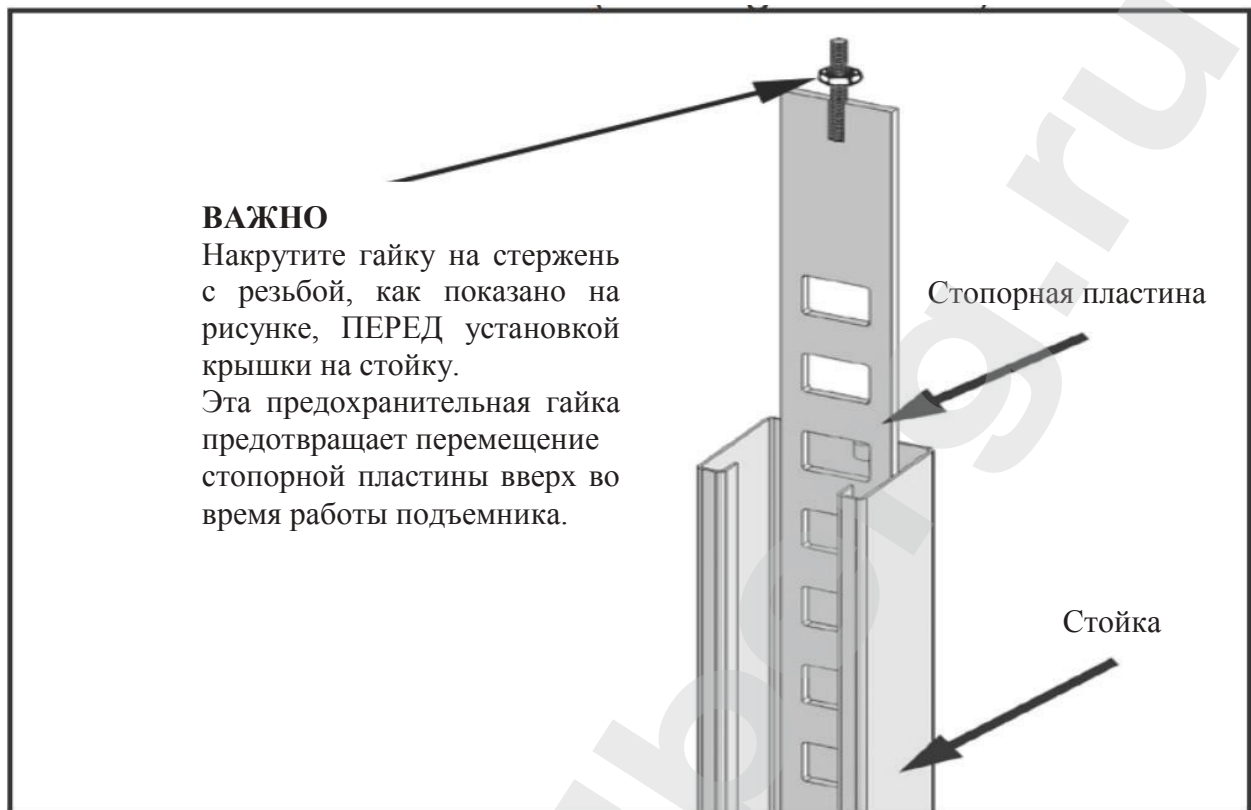 ВАЖНО
Накрутите гайку на стержень
с резьбой, как показано на
рисунке, ПЕРЕД установкой
крышки на стойку.
Эта предохранительная гайка
предотвращает перемещение
стопорной пластины вверх во
время работы подъемника.
Стопорная пластина
Стойка